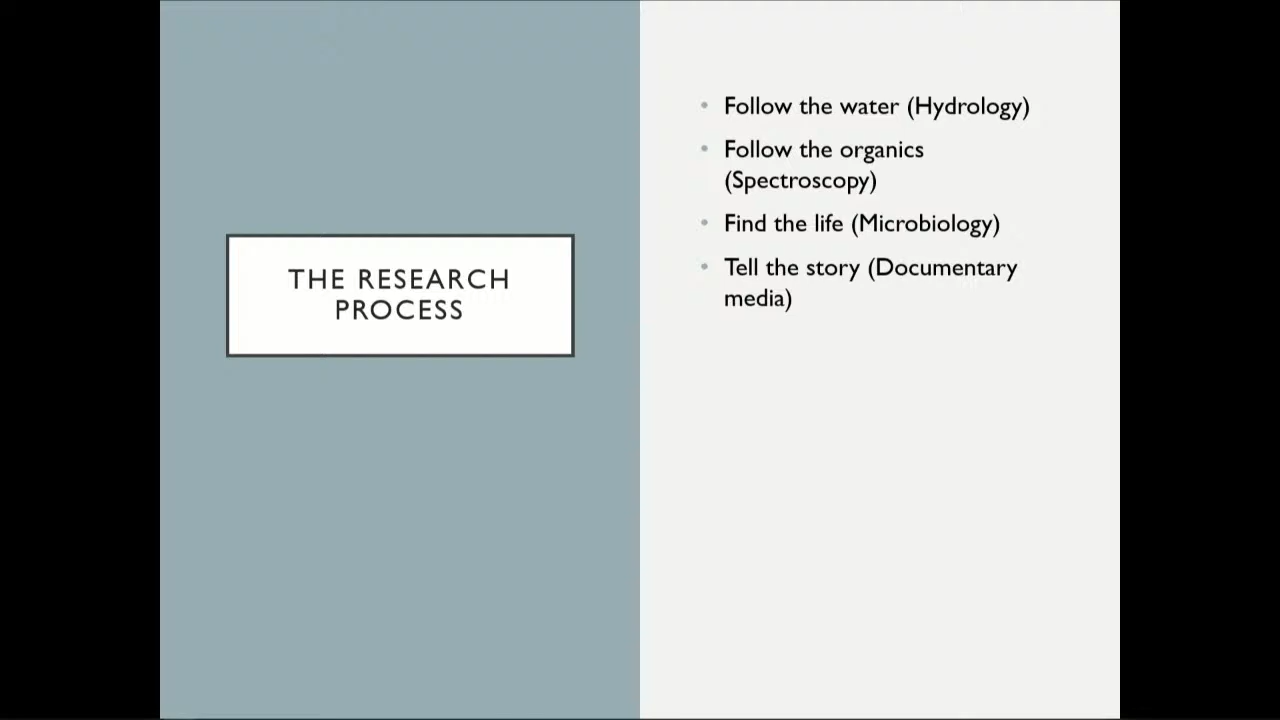 THE RESEARCH
PROCESS
• Follow the water (Hydrology)
• Follow the organics
(Spectroscopy)
• Find the life (Microbiology)
• Tell the story (Documentary
media)